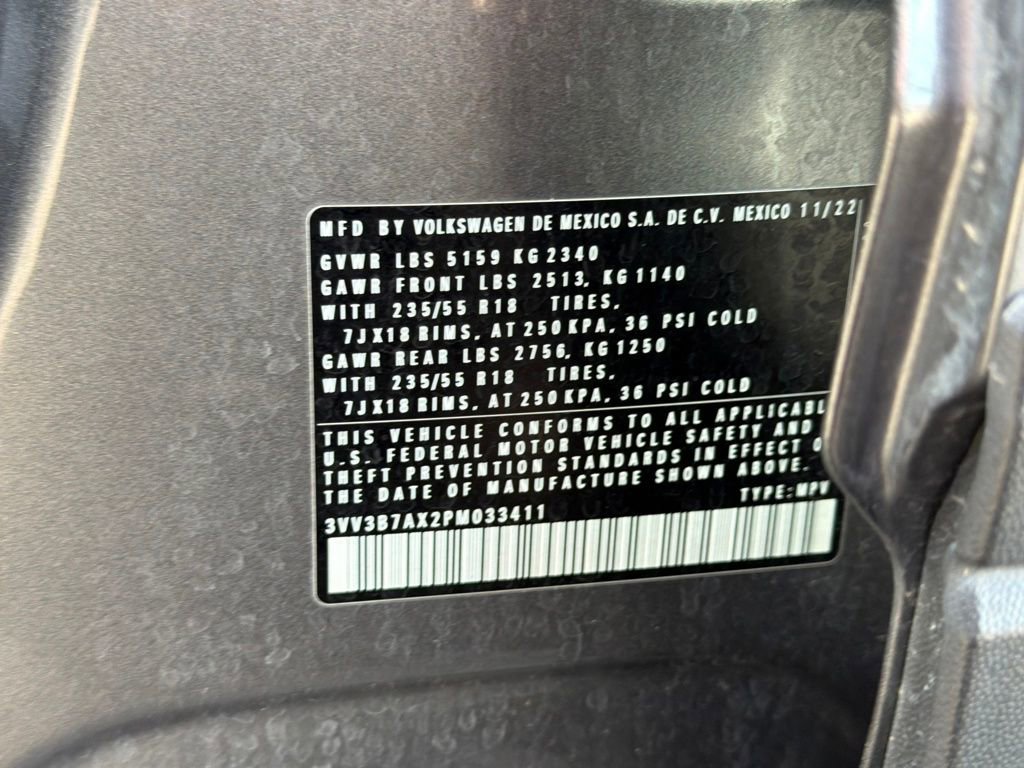 MFD BY VOLKSWAGEN DE MEXICO S.A. DE C.V. MEXICO 11/22
GVWR LBS 5159 KG 2340
GAWR FRONT LBS 2513, KG 1140
WITH 235/55 R18 TIRES,
7JX18 RIMS, AT 250 KPA, 36 PSI COLD
GAWR REAR LBS 2756, KG 1250
WITH 235/55 R18 TIRES,
7JX18 RIMS, AT 250 KPA, 36 PSI COLD
THIS VEHICLE CONFORMS TO ALL APPLICABL
U.S. FEDERAL MOTOR VEHICLE SAFETY AND
THEFT PREVENTION STANDARDS IN EFFECT O
THE DATE OF MANUFACTURE SHOWN ABOVE.
TYPE: MPV
3VV3B7AX2PM033411